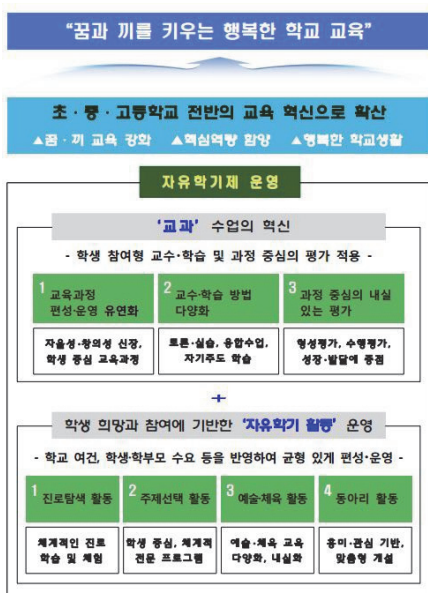 “꿈과 끼를 키우는 행복한 학교 교육”
초·중·고등학교 전반의 교육 혁신으로 확산
▲꿈·끼 교육 강화 ▲핵심역량 함양 ▲행복한 학교생활
자유학기제 운영
‘교과’ 수업의 혁신
- 학생 참여형 교수·학습 및 과정 중심의 평가 적용 -
1 교육과정
편성·운영 유연화
2 교수·학습 방법
다양화
3 과정 중심의 내실
있는 평가
자율성·창의성 신장,
학생 중심 교육과정
토론·실습, 융합수업,
자기주도 학습
형성평가, 수행평가,
성장·발달에 중점
+
학생 희망과 참여에 기반한 ‘자유학기 활동’ 운영
- 학교 여건, 학생·학부모 수요 등을 반영하여 균형 있게 편성·운영 -
1 진로탐색 활동
2 주제선택 활동
3 예술·체육 활동
4 동아리 활동
체계적인 진로
학습 및 체험
학생 중심, 체계적
전문 프로그램
예술·체육 교육
다양화, 내실화
흥미·관심 기반,
맞춤형 개설